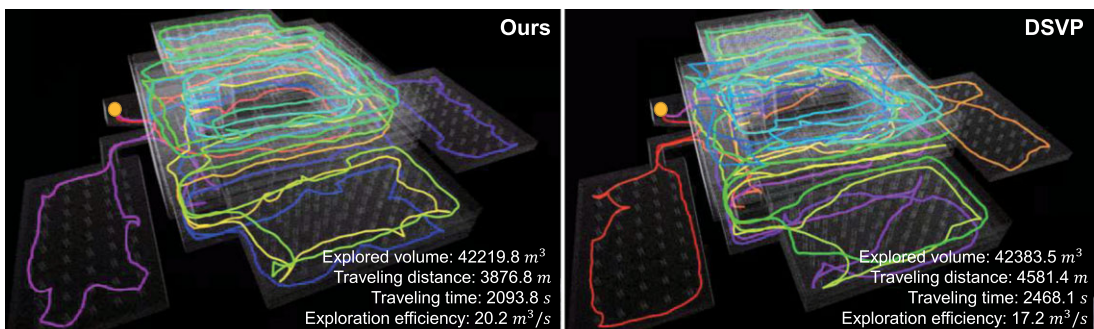 Ours
Explored volume: 42219.8 m³
Traveling distance: 3876.8 m
Traveling time: 2093.8 s
Exploration efficiency: 20.2 m³/s
DSVP
Explored volume: 42383.5 m³
Traveling distance: 4581.4 m
Traveling time: 2468.1 s
Exploration efficiency: 17.2 m³/s